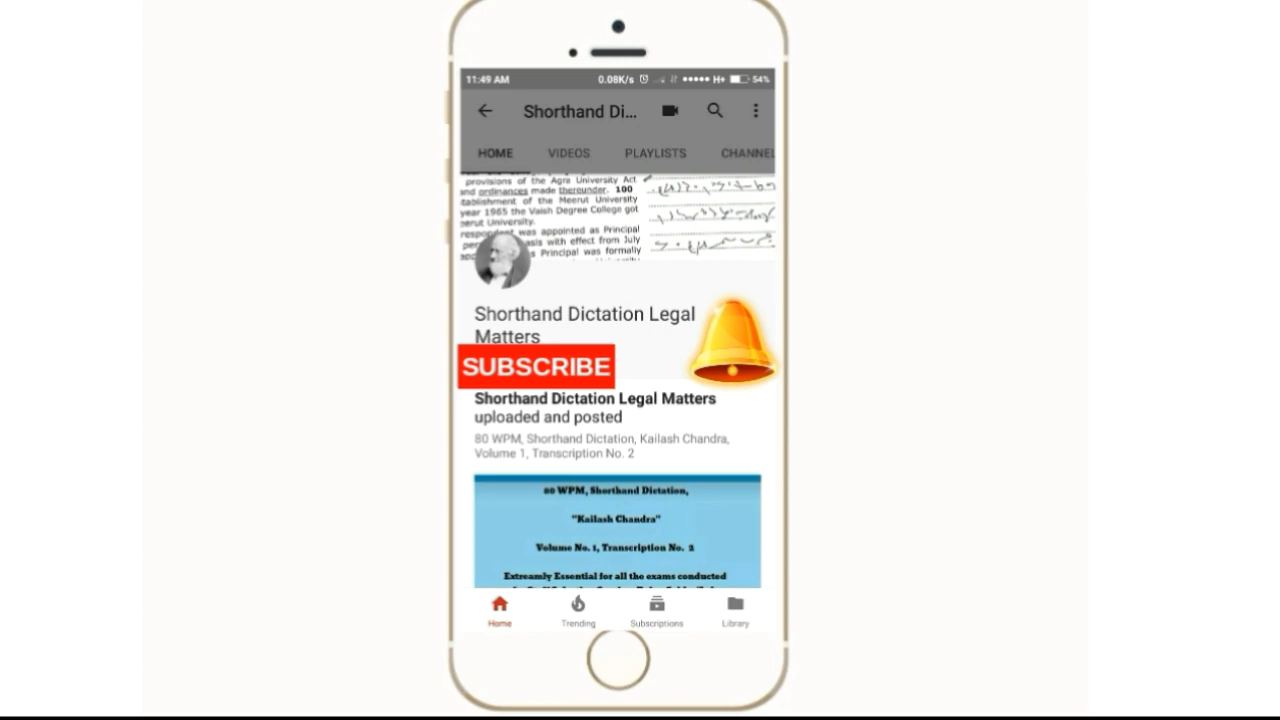 11:49 AM 0.08K/s H+ 54%
Shorthand Di...
HOME VIDEOS PLAYLISTS CHANNEL
provisions of the Agra University Act
and ordinances made thereunder. 100
tablishment of the Meerut University
year 1965 the Vaish Degree College got
eerut University.
respondent was appointed as Principal
asis with effect from July
s Principal was formally
Shorthand Dictation Legal
Matters
SUBSCRIBE
Shorthand Dictation Legal Matters
uploaded and posted
80 WPM, Shorthand Dictation, Kailash Chandra,
Volume 1, Transcription No. 2
80 WPM, Shorthand Dictation,
"Kailash Chandra"
Volume No. 1, Transcription No. 2
Extreamly Essential for all the exams conducted
Home Trending Subscriptions Library